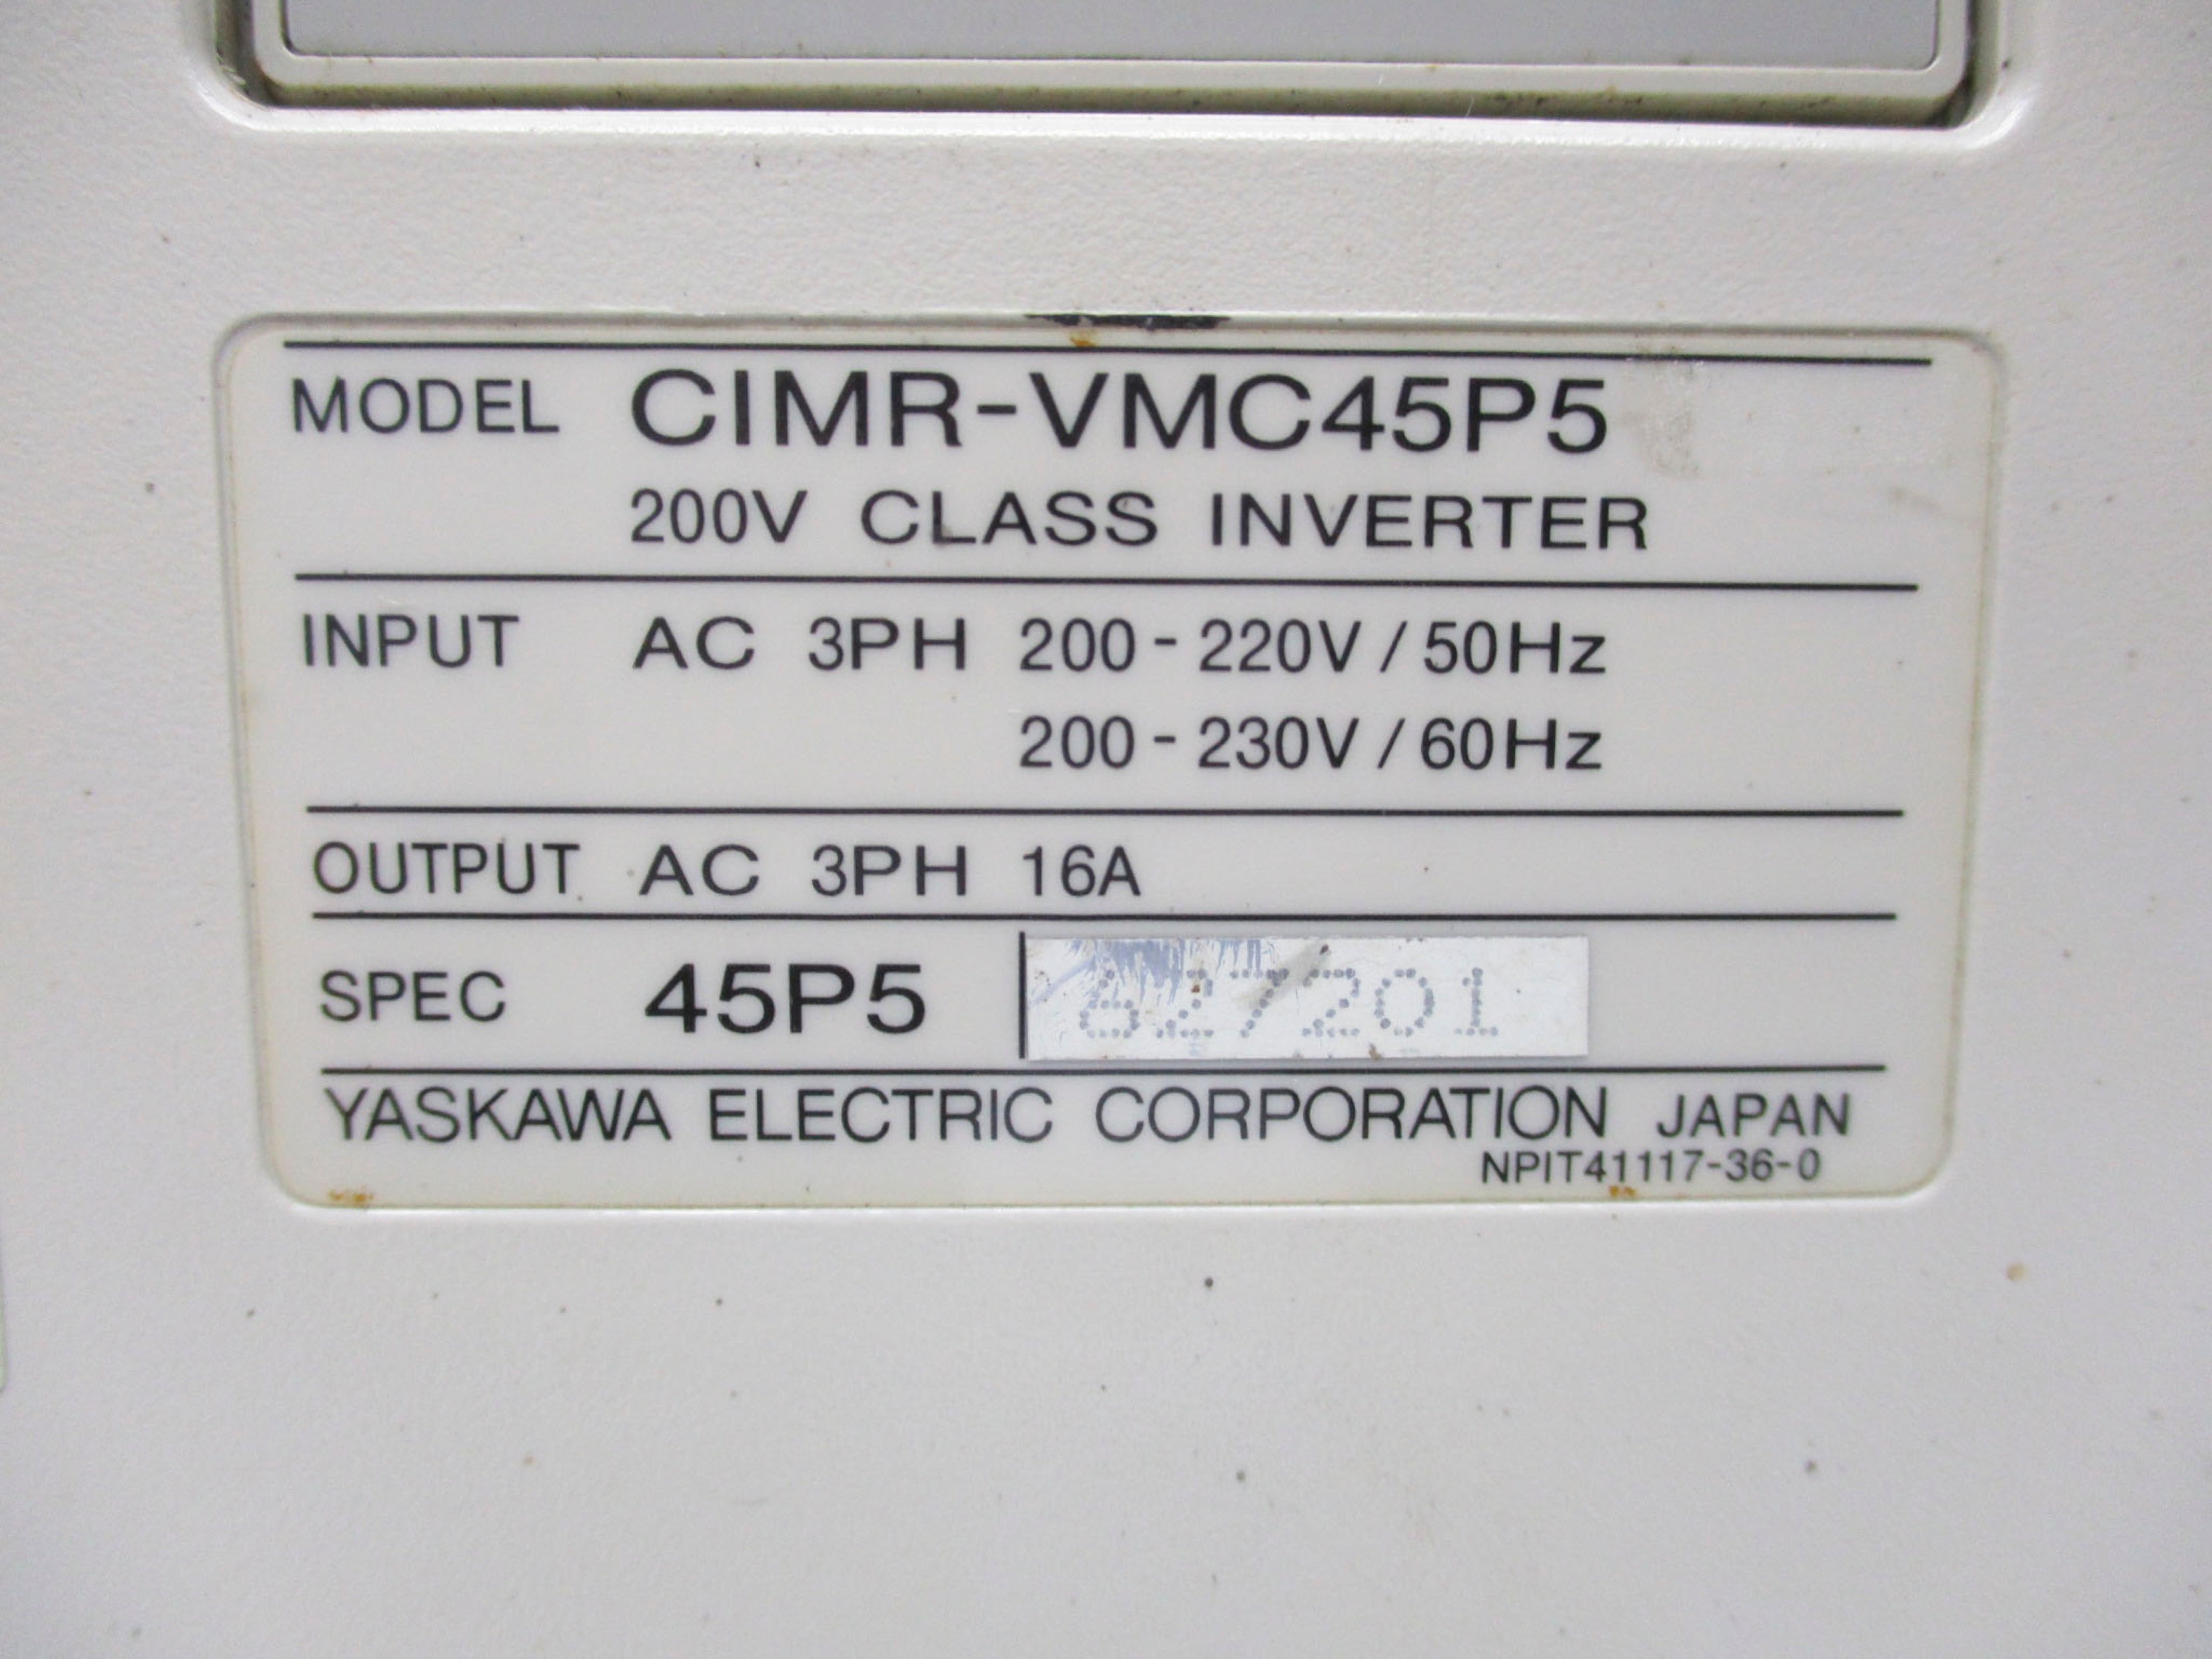 MODEL CIMR-VMC45P5
200V CLASS INVERTER
INPUT AC 3PH 200-220V/50Hz
200-230V/60Hz
OUTPUT AC 3PH 16A
SPEC 45P5 627201
YASKAWA ELECTRIC CORPORATION JAPAN
NPIT41117-36-0